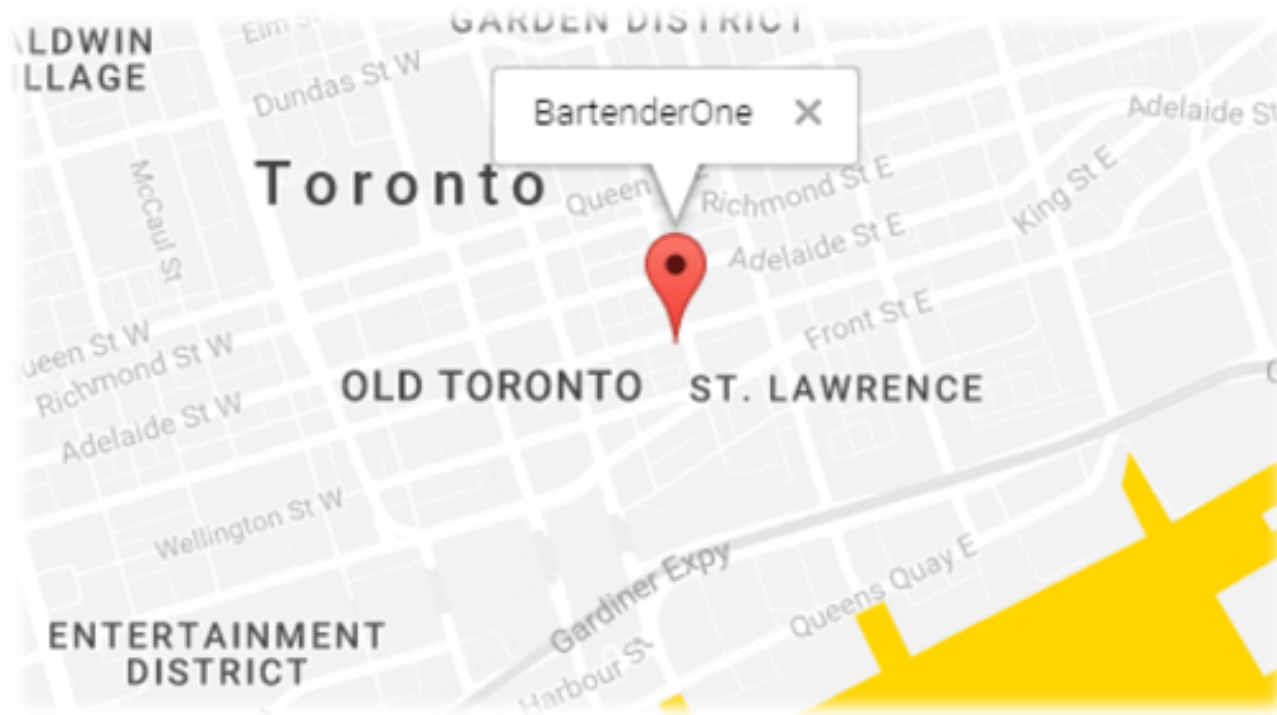 GARDEN DISTRICT
Elm St
LDWIN
LLAGE
Dundas St W
BartenderOne
Adelaide St
McCaul St
Toronto
Queen
Richmond St E
King St E
Adelaide St E
Front St E
ueen St W
Richmond St W
Adelaide St W
OLD TORONTO
ST. LAWRENCE
Wellington St W
Gardiner Expy
Queens Quay E
Harbour St
ENTERTAINMENT
DISTRICT